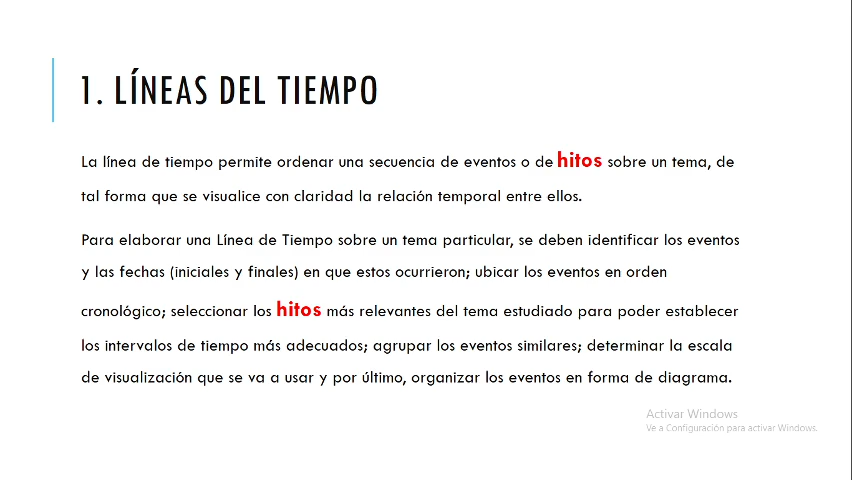 1. LÍNEAS DEL TIEMPO
La línea de tiempo permite ordenar una secuencia de eventos o de hitos sobre un tema, de
tal forma que se visualice con claridad la relación temporal entre ellos.
Para elaborar una Línea de Tiempo sobre un tema particular, se deben identificar los eventos
y las fechas (iniciales y finales) en que estos ocurrieron; ubicar los eventos en orden
cronológico; seleccionar los hitos más relevantes del tema estudiado para poder establecer
los intervalos de tiempo más adecuados; agrupar los eventos similares; determinar la escala
de visualización que se va a usar y por último, organizar los eventos en forma de diagrama.
Activar Windows
Ve a Configuración para activar Windows.